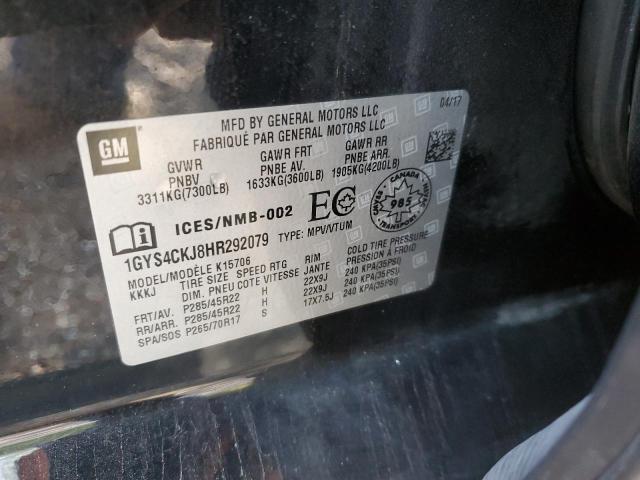 GM
MFD BY GENERAL MOTORS LLC
FABRIQUÉ PAR GENERAL MOTORS LLC
04/17
GVWR GAWR FRT GAWR RR
PNBV PNBE AV. PNBE ARR.
3311KG(7300LB) 1633KG(3600LB) 1905KG(4200LB)
ICES/NMB-002 EC
CANADA
985
TRANSPORT
1GYS4CKJ8HR292079 TYPE: MPV/VTUM
MODEL/MODÈLE K15706
KKKJ TIRE SIZE SPEED RTG RIM COLD TIRE PRESSURE
DIM. PNEU COTE VITESSE JANTE PRESSION A FROID
FRT/AV. P285/45R22 H 22X9J 240 KPA(35PSI)
RR/ARR. P285/45R22 H 22X9J 240 KPA(35PSI)
SPA/SOS P265/70R17 S 17X7.5J 240 KPA(35PSI)